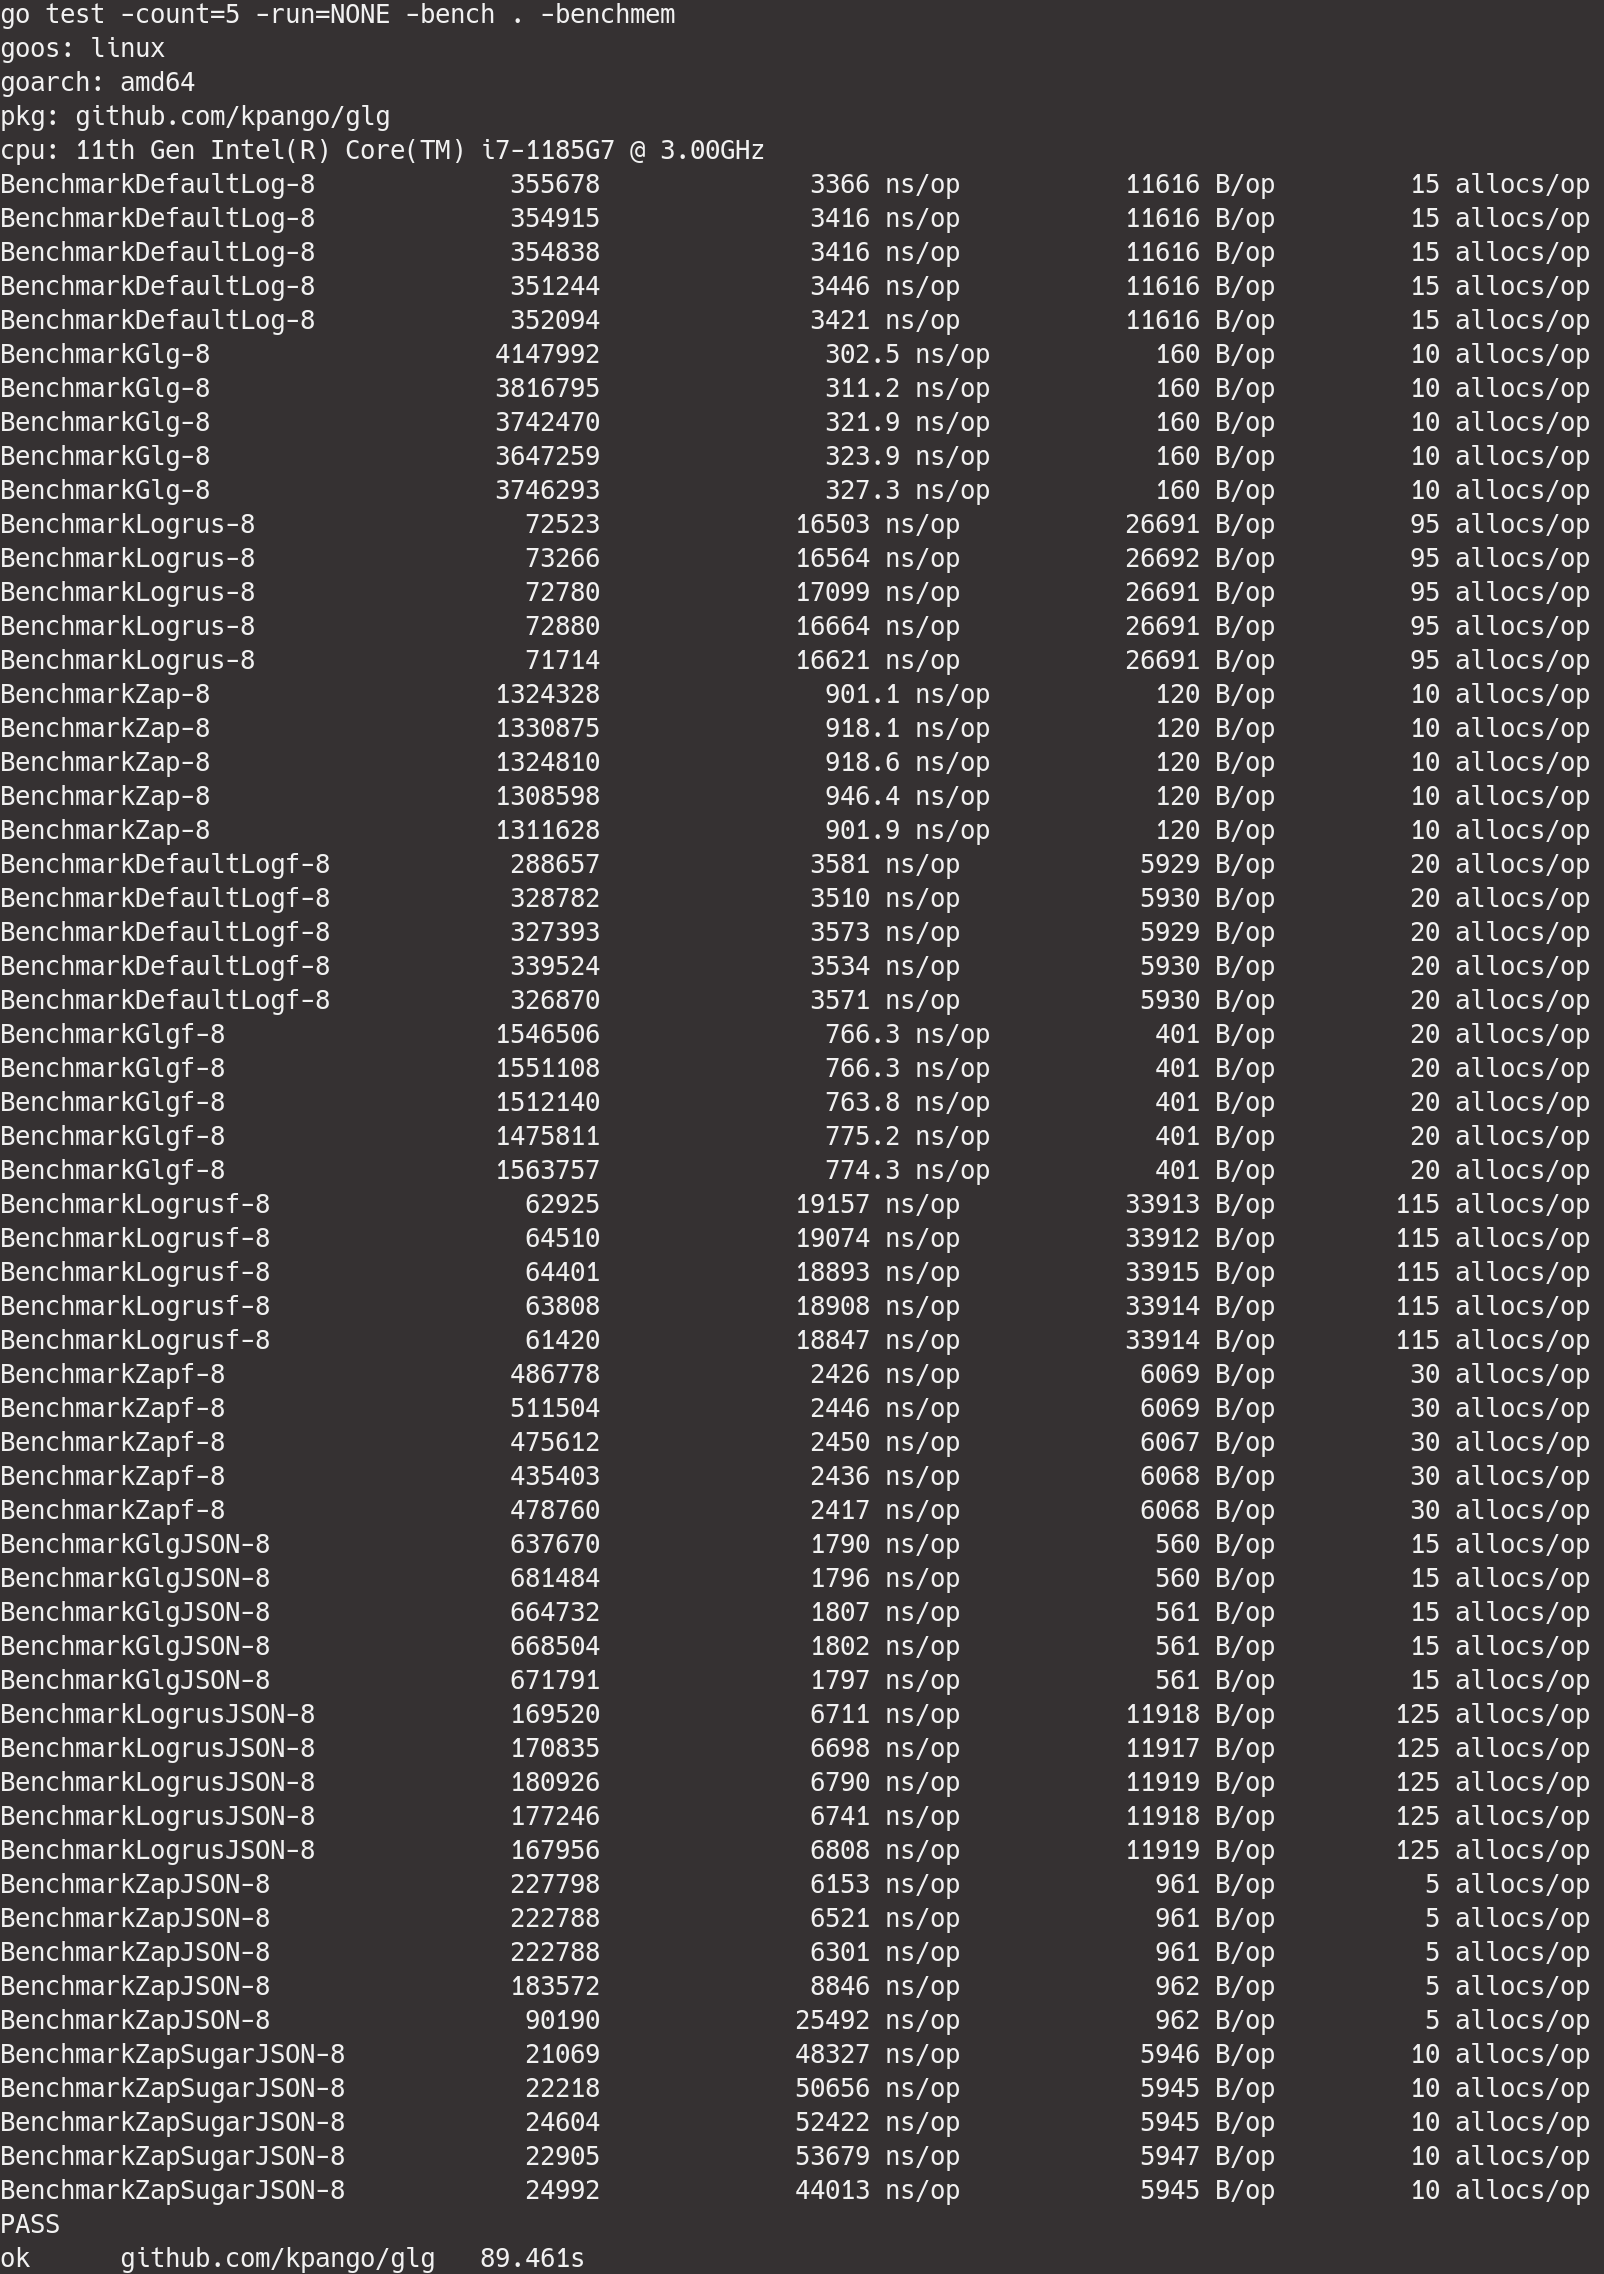 go test -count=5 -run=NONE -bench . -benchmem
goos: linux
goarch: amd64
pkg: github.com/kpango/glg
cpu: 11th Gen Intel(R) Core(TM) i7-1185G7 @ 3.00GHz
BenchmarkDefaultLog-8 355678 3366 ns/op 11616 B/op 15 allocs/op
BenchmarkDefaultLog-8 354915 3416 ns/op 11616 B/op 15 allocs/op
BenchmarkDefaultLog-8 354838 3416 ns/op 11616 B/op 15 allocs/op
BenchmarkDefaultLog-8 351244 3446 ns/op 11616 B/op 15 allocs/op
BenchmarkDefaultLog-8 352094 3421 ns/op 11616 B/op 15 allocs/op
BenchmarkGlg-8 4147992 302.5 ns/op 160 B/op 10 allocs/op
BenchmarkGlg-8 3816795 311.2 ns/op 160 B/op 10 allocs/op
BenchmarkGlg-8 3742470 321.9 ns/op 160 B/op 10 allocs/op
BenchmarkGlg-8 3647259 323.9 ns/op 160 B/op 10 allocs/op
BenchmarkGlg-8 3746293 327.3 ns/op 160 B/op 10 allocs/op
BenchmarkLogrus-8 72523 16503 ns/op 26691 B/op 95 allocs/op
BenchmarkLogrus-8 73266 16564 ns/op 26692 B/op 95 allocs/op
BenchmarkLogrus-8 72780 17099 ns/op 26691 B/op 95 allocs/op
BenchmarkLogrus-8 72880 16664 ns/op 26691 B/op 95 allocs/op
BenchmarkLogrus-8 71714 16621 ns/op 26691 B/op 95 allocs/op
BenchmarkZap-8 1324328 901.1 ns/op 120 B/op 10 allocs/op
BenchmarkZap-8 1330875 918.1 ns/op 120 B/op 10 allocs/op
BenchmarkZap-8 1324810 918.6 ns/op 120 B/op 10 allocs/op
BenchmarkZap-8 1308598 946.4 ns/op 120 B/op 10 allocs/op
BenchmarkZap-8 1311628 901.9 ns/op 120 B/op 10 allocs/op
BenchmarkDefaultLogf-8 288657 3581 ns/op 5929 B/op 20 allocs/op
BenchmarkDefaultLogf-8 328782 3510 ns/op 5930 B/op 20 allocs/op
BenchmarkDefaultLogf-8 327393 3573 ns/op 5929 B/op 20 allocs/op
BenchmarkDefaultLogf-8 339524 3534 ns/op 5930 B/op 20 allocs/op
BenchmarkDefaultLogf-8 326870 3571 ns/op 5930 B/op 20 allocs/op
BenchmarkGlgf-8 1546506 766.3 ns/op 401 B/op 20 allocs/op
BenchmarkGlgf-8 1551108 766.3 ns/op 401 B/op 20 allocs/op
BenchmarkGlgf-8 1512140 763.8 ns/op 401 B/op 20 allocs/op
BenchmarkGlgf-8 1475811 775.2 ns/op 401 B/op 20 allocs/op
BenchmarkGlgf-8 1563757 774.3 ns/op 401 B/op 20 allocs/op
BenchmarkLogrusf-8 62925 19157 ns/op 33913 B/op 115 allocs/op
BenchmarkLogrusf-8 64510 19074 ns/op 33912 B/op 115 allocs/op
BenchmarkLogrusf-8 64401 18893 ns/op 33915 B/op 115 allocs/op
BenchmarkLogrusf-8 63808 18908 ns/op 33914 B/op 115 allocs/op
BenchmarkLogrusf-8 61420 18847 ns/op 33914 B/op 115 allocs/op
BenchmarkZapf-8 486778 2426 ns/op 6069 B/op 30 allocs/op
BenchmarkZapf-8 511504 2446 ns/op 6069 B/op 30 allocs/op
BenchmarkZapf-8 475612 2450 ns/op 6067 B/op 30 allocs/op
BenchmarkZapf-8 435403 2436 ns/op 6068 B/op 30 allocs/op
BenchmarkZapf-8 478760 2417 ns/op 6068 B/op 30 allocs/op
BenchmarkGlgJSON-8 637670 1790 ns/op 560 B/op 15 allocs/op
BenchmarkGlgJSON-8 681484 1796 ns/op 560 B/op 15 allocs/op
BenchmarkGlgJSON-8 664732 1807 ns/op 561 B/op 15 allocs/op
BenchmarkGlgJSON-8 668504 1802 ns/op 561 B/op 15 allocs/op
BenchmarkGlgJSON-8 671791 1797 ns/op 561 B/op 15 allocs/op
BenchmarkLogrusJSON-8 169520 6711 ns/op 11918 B/op 125 allocs/op
BenchmarkLogrusJSON-8 170835 6698 ns/op 11917 B/op 125 allocs/op
BenchmarkLogrusJSON-8 180926 6790 ns/op 11919 B/op 125 allocs/op
BenchmarkLogrusJSON-8 177246 6741 ns/op 11918 B/op 125 allocs/op
BenchmarkLogrusJSON-8 167956 6808 ns/op 11919 B/op 125 allocs/op
BenchmarkZapJSON-8 227798 6153 ns/op 961 B/op 5 allocs/op
BenchmarkZapJSON-8 222788 6521 ns/op 961 B/op 5 allocs/op
BenchmarkZapJSON-8 222788 6301 ns/op 961 B/op 5 allocs/op
BenchmarkZapJSON-8 183572 8846 ns/op 962 B/op 5 allocs/op
BenchmarkZapJSON-8 90190 25492 ns/op 962 B/op 5 allocs/op
BenchmarkZapSugarJSON-8 21069 48327 ns/op 5946 B/op 10 allocs/op
BenchmarkZapSugarJSON-8 22218 50656 ns/op 5945 B/op 10 allocs/op
BenchmarkZapSugarJSON-8 24604 52422 ns/op 5945 B/op 10 allocs/op
BenchmarkZapSugarJSON-8 22905 53679 ns/op 5947 B/op 10 allocs/op
BenchmarkZapSugarJSON-8 24992 44013 ns/op 5945 B/op 10 allocs/op
PASS
ok github.com/kpango/glg 89.461s